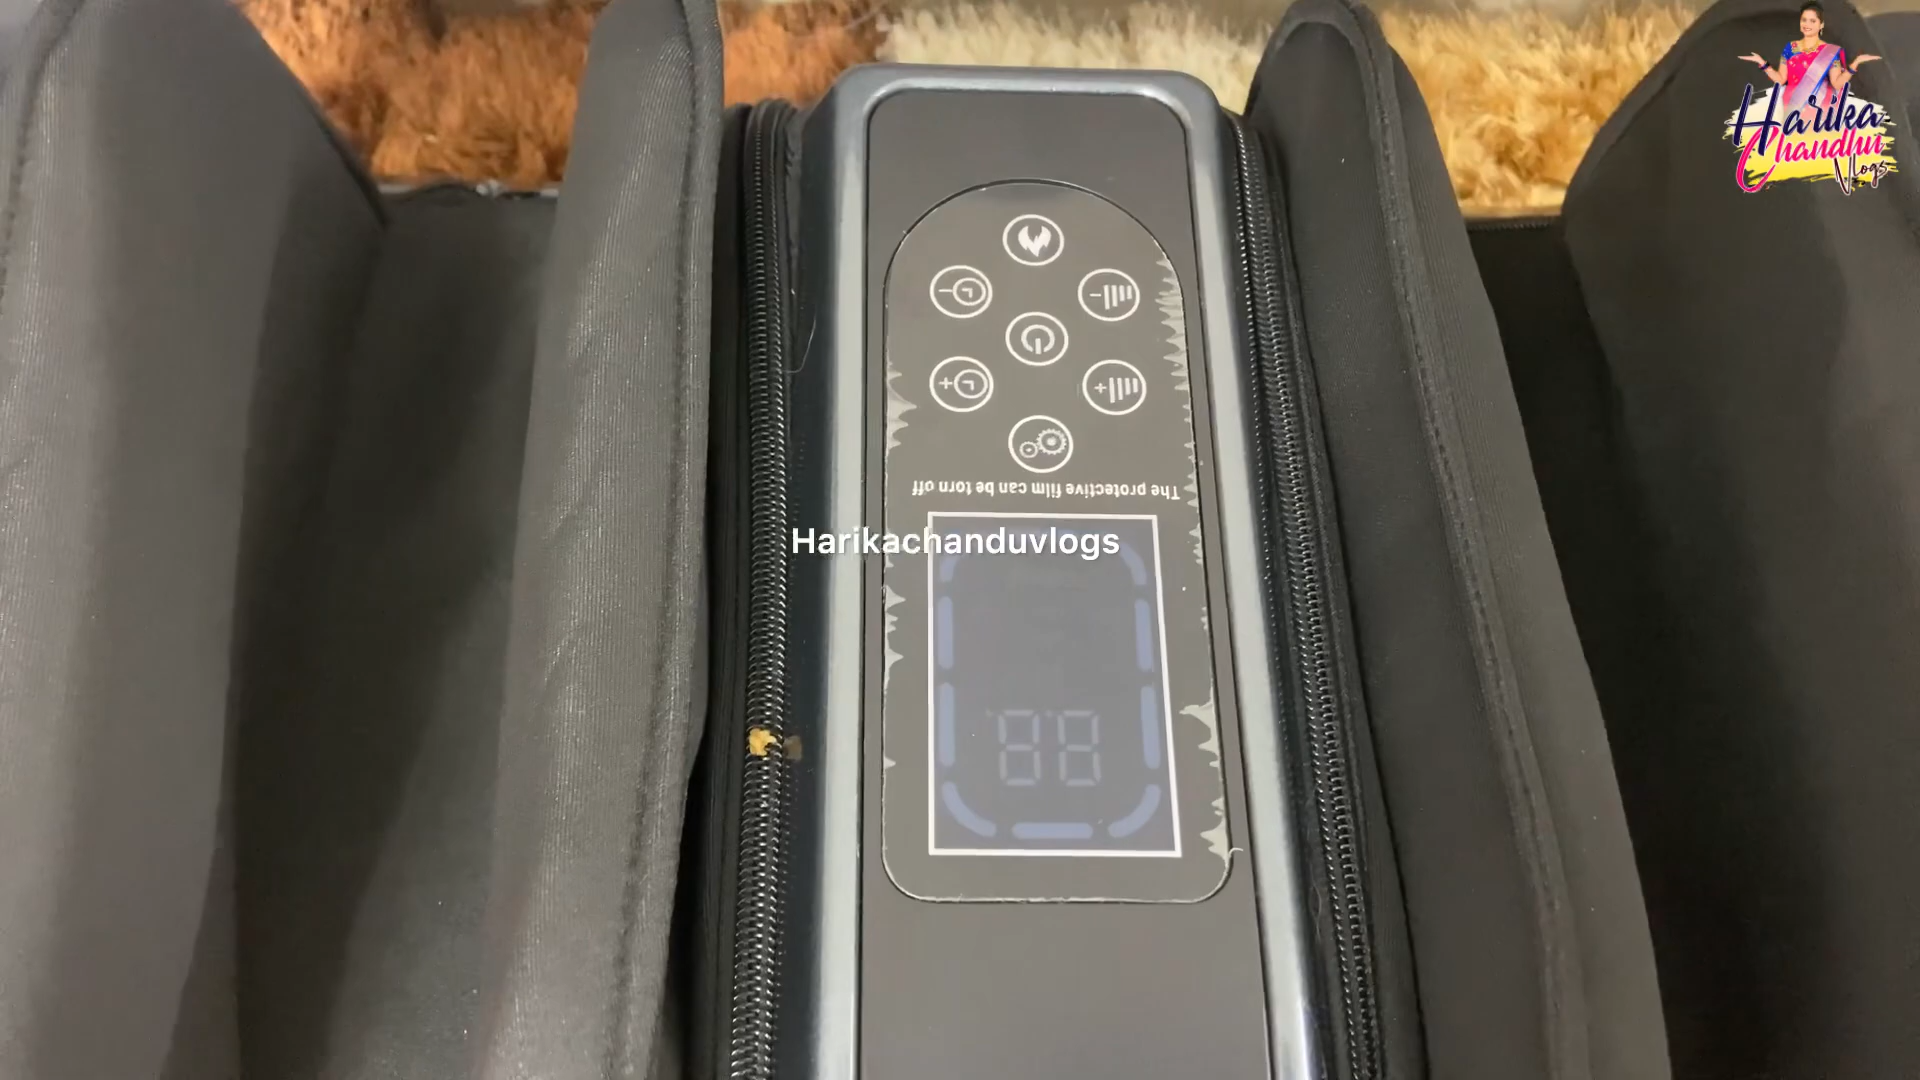 Harika
Chandhu
Vlogs
The protective film can be torn off
Harikachanduvlogs
88